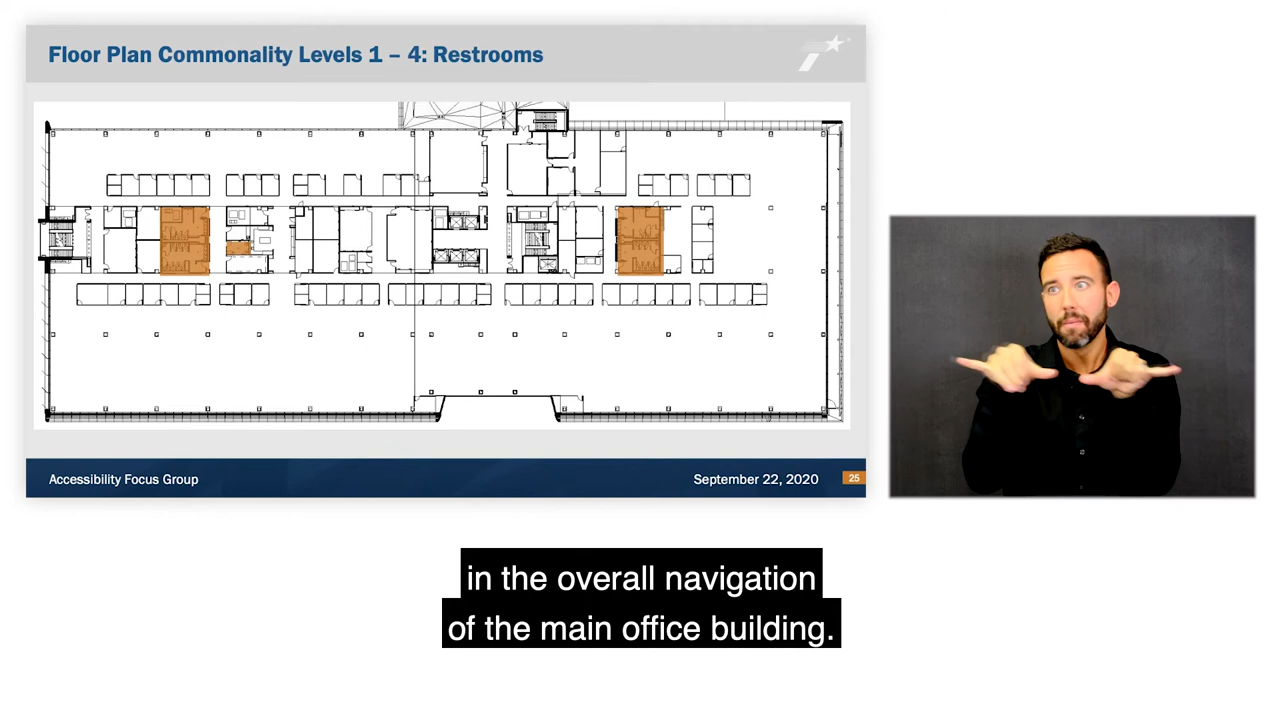 Floor Plan Commonality Levels 1 – 4: Restrooms
Accessibility Focus Group
September 22, 2020
25
in the overall navigation
of the main office building.